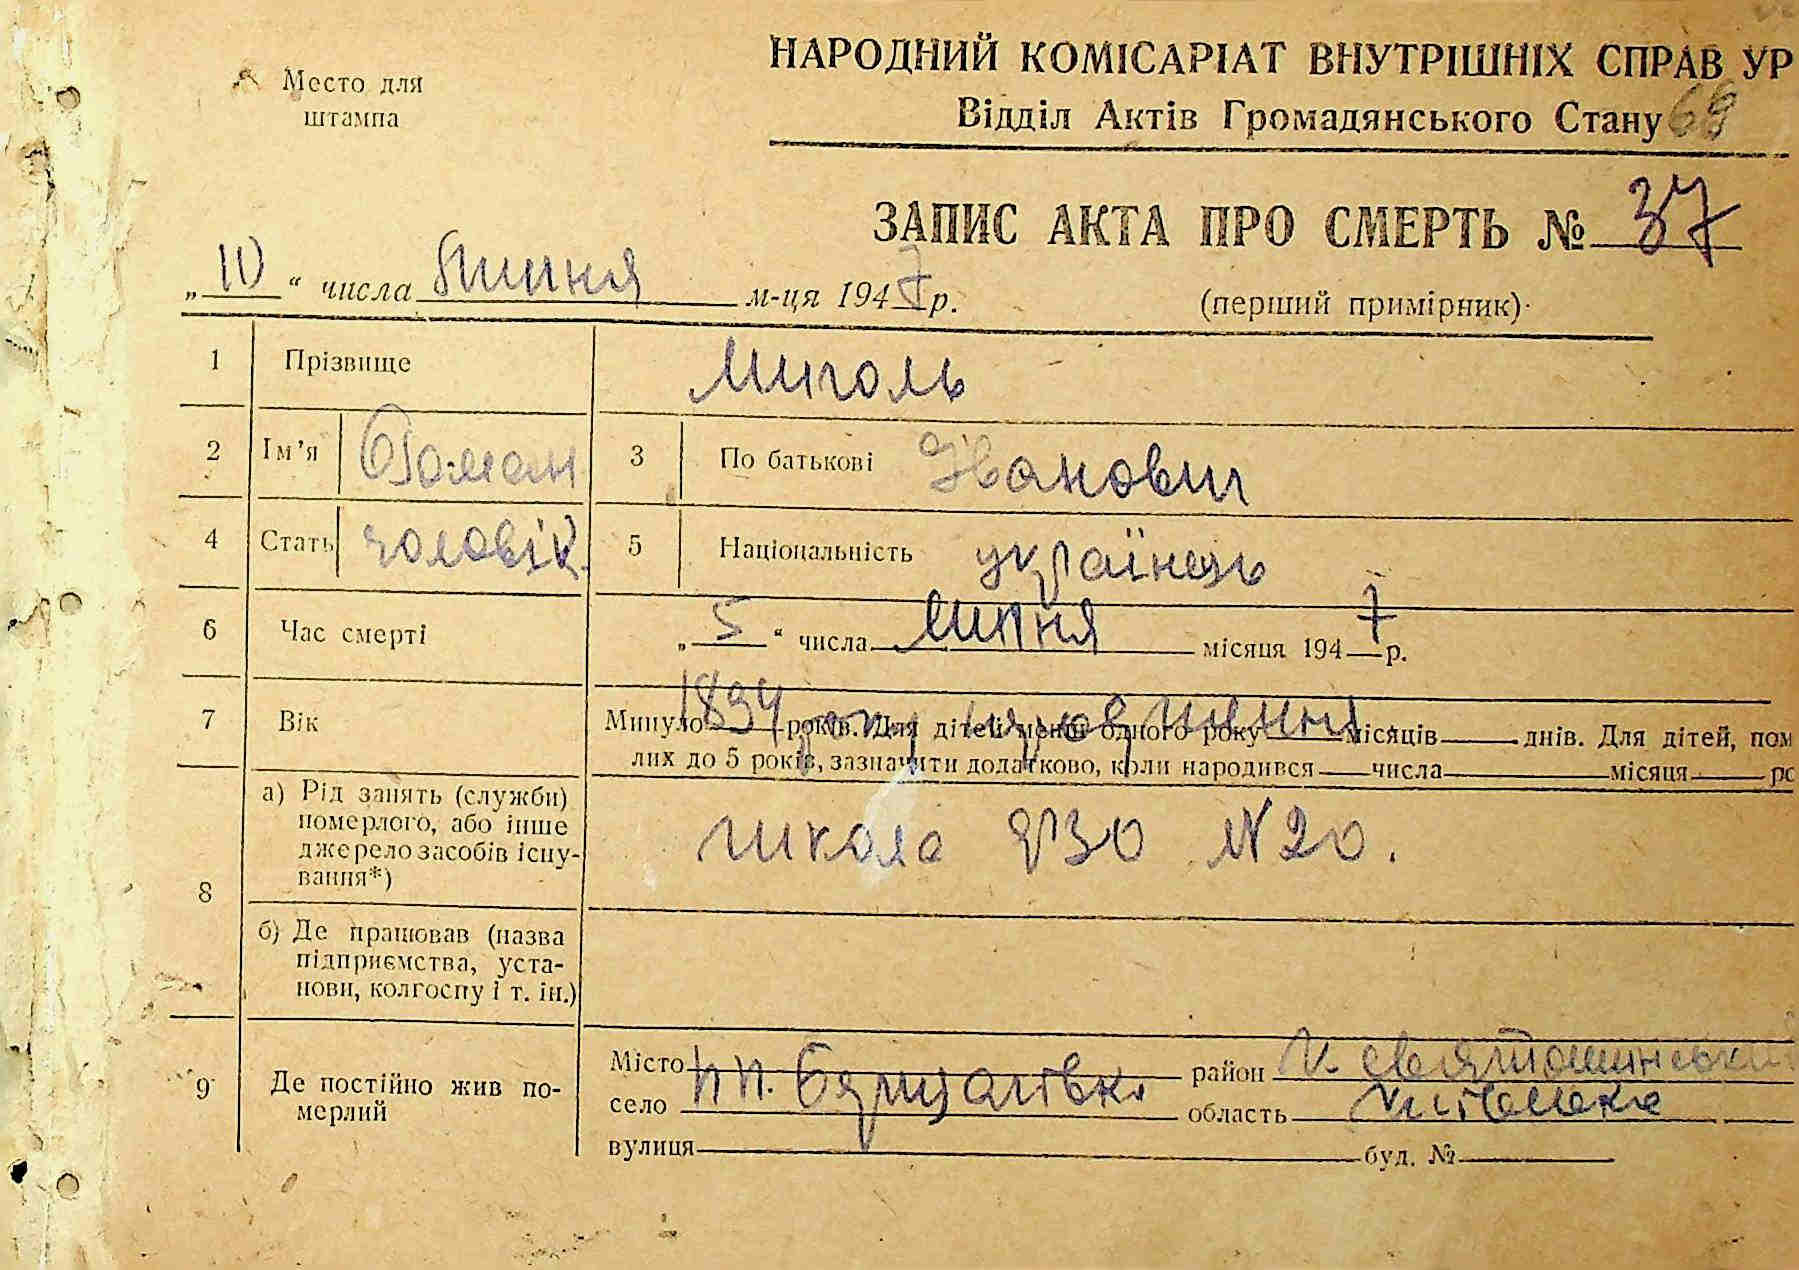 Место для
штампа
НАРОДНИЙ КОМІСАРІАТ ВНУТРІШНІХ СПРАВ УР
Відділ Актів Громадянського Стану 69
ЗАПИС АКТА ПРО СМЕРТЬ № 37
„10“ числа липня м-ця 1947 р.
(перший примірник)
1 Прізвище Миголь
2 Ім'я Роман 3 По батькові Іванович
4 Стать чоловік. 5 Національність українець
6 Час смерті „5“ числа липня місяця 1947 р.
7 Вік Минуло 1894 років. Для дітей менш одного року місяців днів. Для дітей, пом
лих до 5 років, зазначити додатково, коли народився числа місяця ро
8 а) Рід занять (служби) померлого, або інше джерело засобів існування*) школа ФЗО №20.
б) Де працював (назва підприємства, установи, колгоспу і т. ін.)
9 Де постійно жив померлий
Місто район К. Святошинський
село область
вулиця буд. №